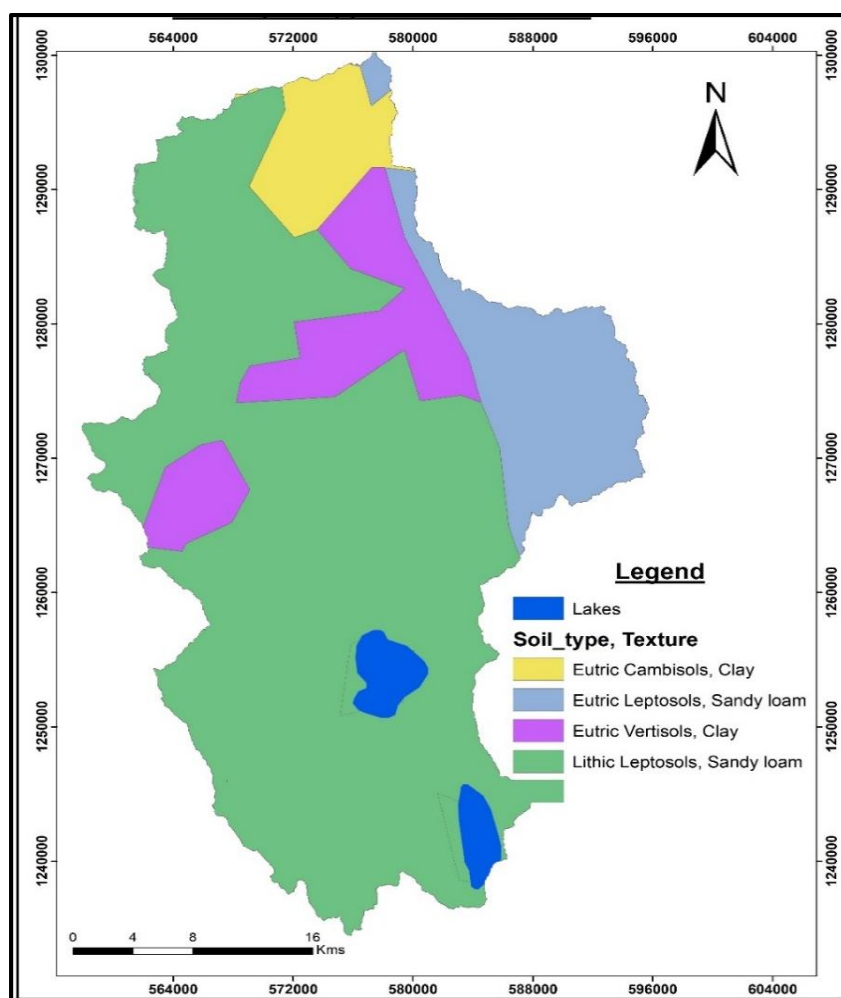 564000 572000 580000 588000 596000 604000
1300000 1300000
N
1290000 1290000
1280000 1280000
1270000 1270000
Legend
1260000 1260000
Lakes
Soil_type, Texture
Eutric Cambisols, Clay
Eutric Leptosols, Sandy loam
1250000 1250000
Eutric Vertisols, Clay
Lithic Leptosols, Sandy loam
1240000 1240000
0 4 8 16
Kms
564000 572000 580000 588000 596000 604000